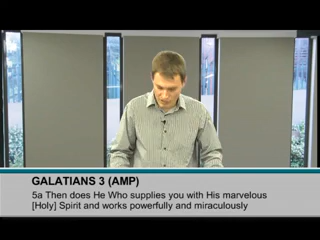 GALATIANS 3 (AMP)
5a Then does He Who supplies you with His marvelous
[Holy] Spirit and works powerfully and miraculously